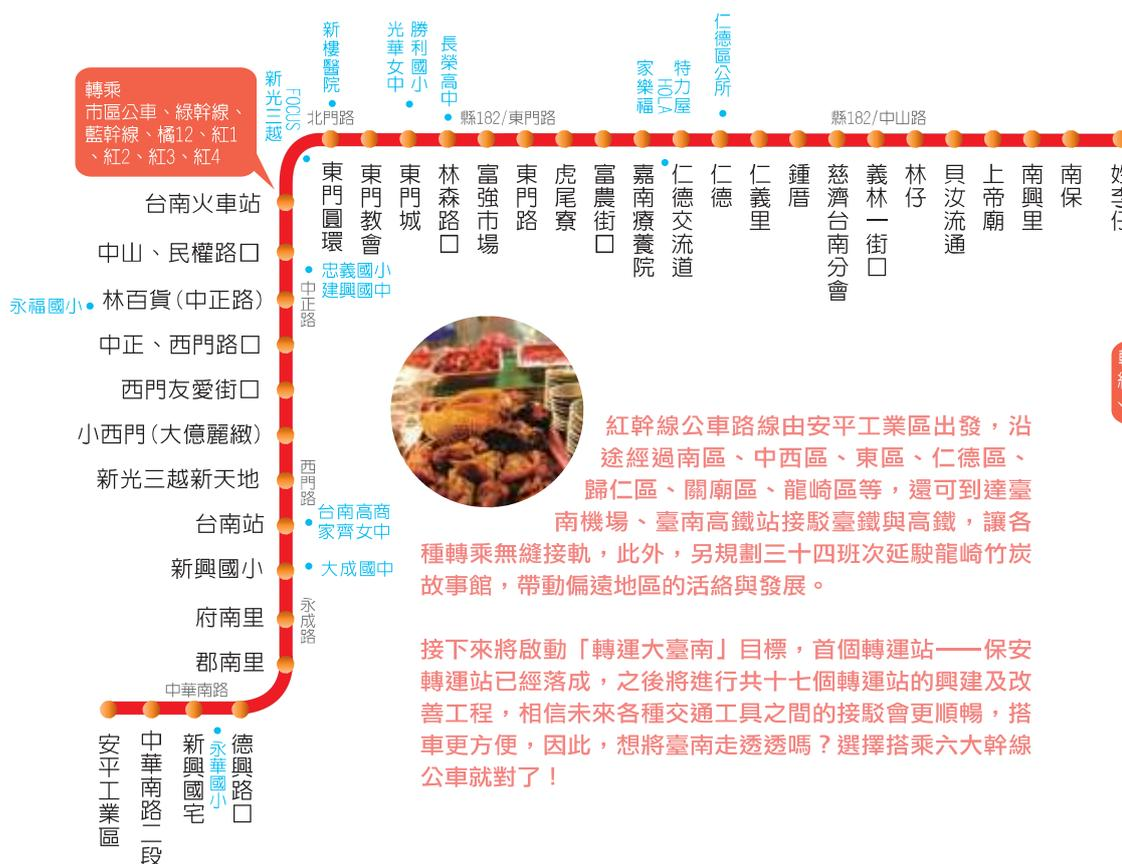 仁德區公所
新樓醫院
光華女中
勝利國小
長榮高中
家樂福
HOLA
特力屋
轉乘
市區公車、綠幹線、
藍幹線、橘12、紅1
、紅2、紅3、紅4
新光三越
FOCUS
北門路
縣182/東門路
縣182/中山路
東門圓環
東門教會
東門城
林森路口
富強市場
東門路
虎尾寮
富農街口
嘉南療養院
仁德交流道
仁德
仁義里
鍾厝
慈濟台南分會
義林一街口
林仔
貝汝流通
上帝廟
南興里
南保
台南火車站
中山、民權路口
忠義國小
建興國中
中正路
永福國小
林百貨(中正路)
中正、西門路口
西門友愛街口
小西門(大億麗緻)
新光三越新天地
西門路
台南站
台南高商
家齊女中
新興國小
大成國中
府南里
永成路
郡南里
中華南路
安平工業區
中華南路二段
新興國宅
永華國小
德興路口
紅幹線公車路線由安平工業區出發，沿
途經過南區、中西區、東區、仁德區、
歸仁區、關廟區、龍崎區等，還可到達臺
南機場、臺南高鐵站接駁臺鐵與高鐵，讓各
種轉乘無縫接軌，此外，另規劃三十四班次延駛龍崎竹炭
故事館，帶動偏遠地區的活絡與發展。
接下來將啟動「轉運大臺南」目標，首個轉運站——保安
轉運站已經落成，之後將進行共十七個轉運站的興建及改
善工程，相信未來各種交通工具之間的接駁會更順暢，搭
車更方便，因此，想將臺南走透透嗎？選擇搭乘六大幹線
公車就對了！